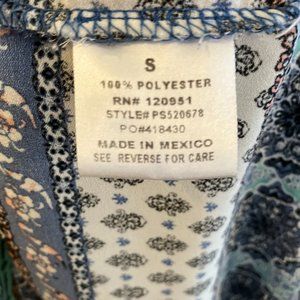 S
100% POLYESTER
RN# 120951
STYLE# PS520678
PO#418430
MADE IN MEXICO
SEE REVERSE FOR CARE